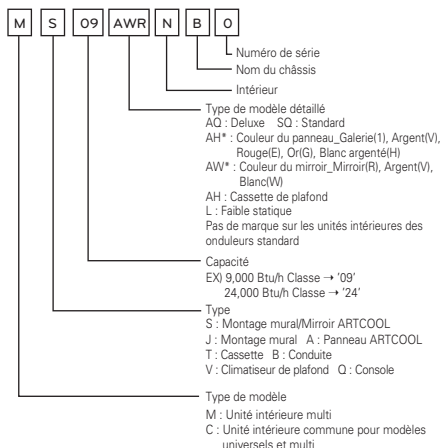 M S 09 AWR N B 0
Numéro de série
Nom du châssis
Intérieur
Type de modèle détaillé
AQ : Deluxe SQ : Standard
AH* : Couleur du panneau_Galerie(1), Argent(V),
Rouge(E), Or(G), Blanc argenté(H)
AW* : Couleur du mirroir_Mirroir(R), Argent(V),
Blanc(W)
AH : Cassette de plafond
L : Faible statique
Pas de marque sur les unités intérieures des
onduleurs standard
Capacité
EX) 9,000 Btu/h Classe → '09'
24,000 Btu/h Classe → '24'
Type
S : Montage mural/Mirroir ARTCOOL
J : Montage mural A : Panneau ARTCOOL
T : Cassette B : Conduite
V : Climatiseur de plafond Q : Console
Type de modèle
M : Unité intérieure multi
C : Unité intérieure commune pour modèles
universels et multi